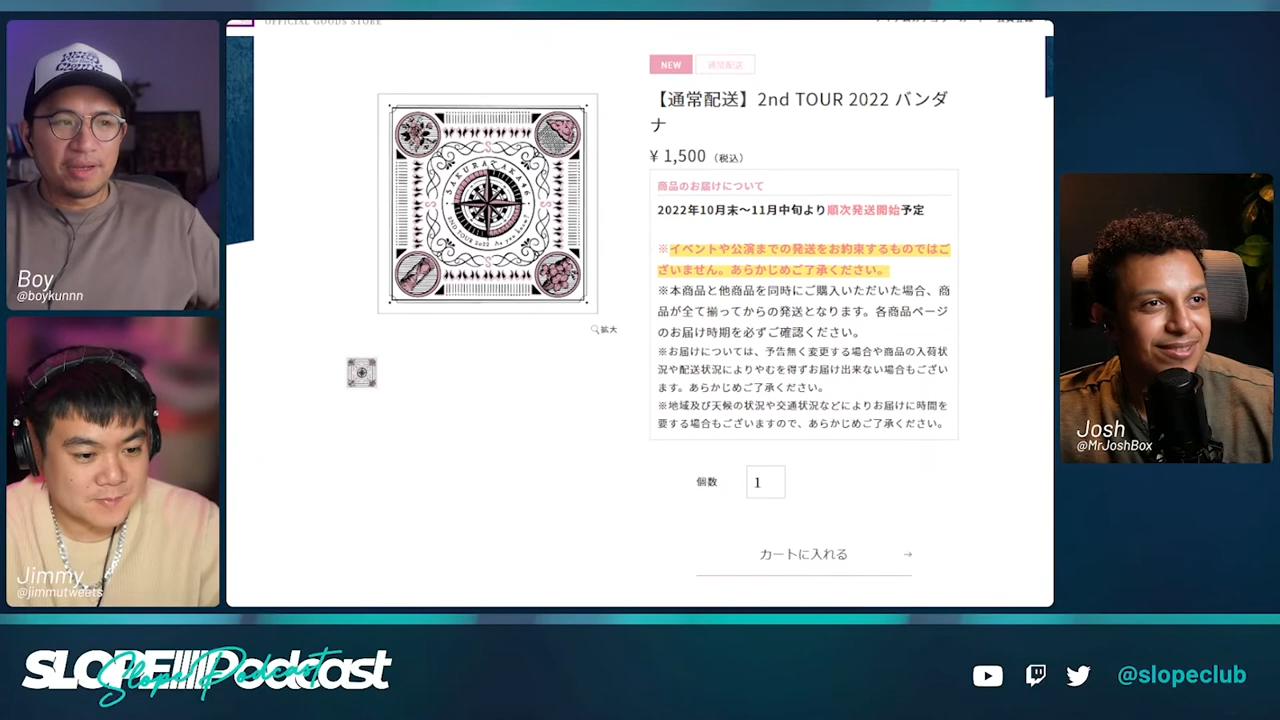 OFFICIAL GOODS STORE
NEW
通常配送
【通常配送】2nd TOUR 2022 バンダ
ナ
¥ 1,500 (税込)
商品のお届けについて
2022年10月末〜11月中旬より順次発送開始予定
※イベントや公演までの発送をお約束するものではご
ざいません。あらかじめご了承ください。
※本商品と他商品を同時にご購入いただいた場合、商
品が全て揃ってからの発送となります。各商品ページ
のお届け時期を必ずご確認ください。
※お届けについては、予告無く変更する場合や商品の入荷状
況や配送状況によりやむを得ずお届け出来ない場合もござい
ます。あらかじめご了承ください。
※地域及び天候の状況や交通状況などによりお届けに時間を
要する場合もございますので、あらかじめご了承ください。
個数
1
カートに入れる →
SAKURAZAKA46
2ND TOUR 2022 As you know?
S
S
S
S
拡大
Boy
@boykunnn
Jimmy
@jimmutweets
Josh
@MrJoshBox
SLOPE Podcast
Slope Podcast
@slopeclub